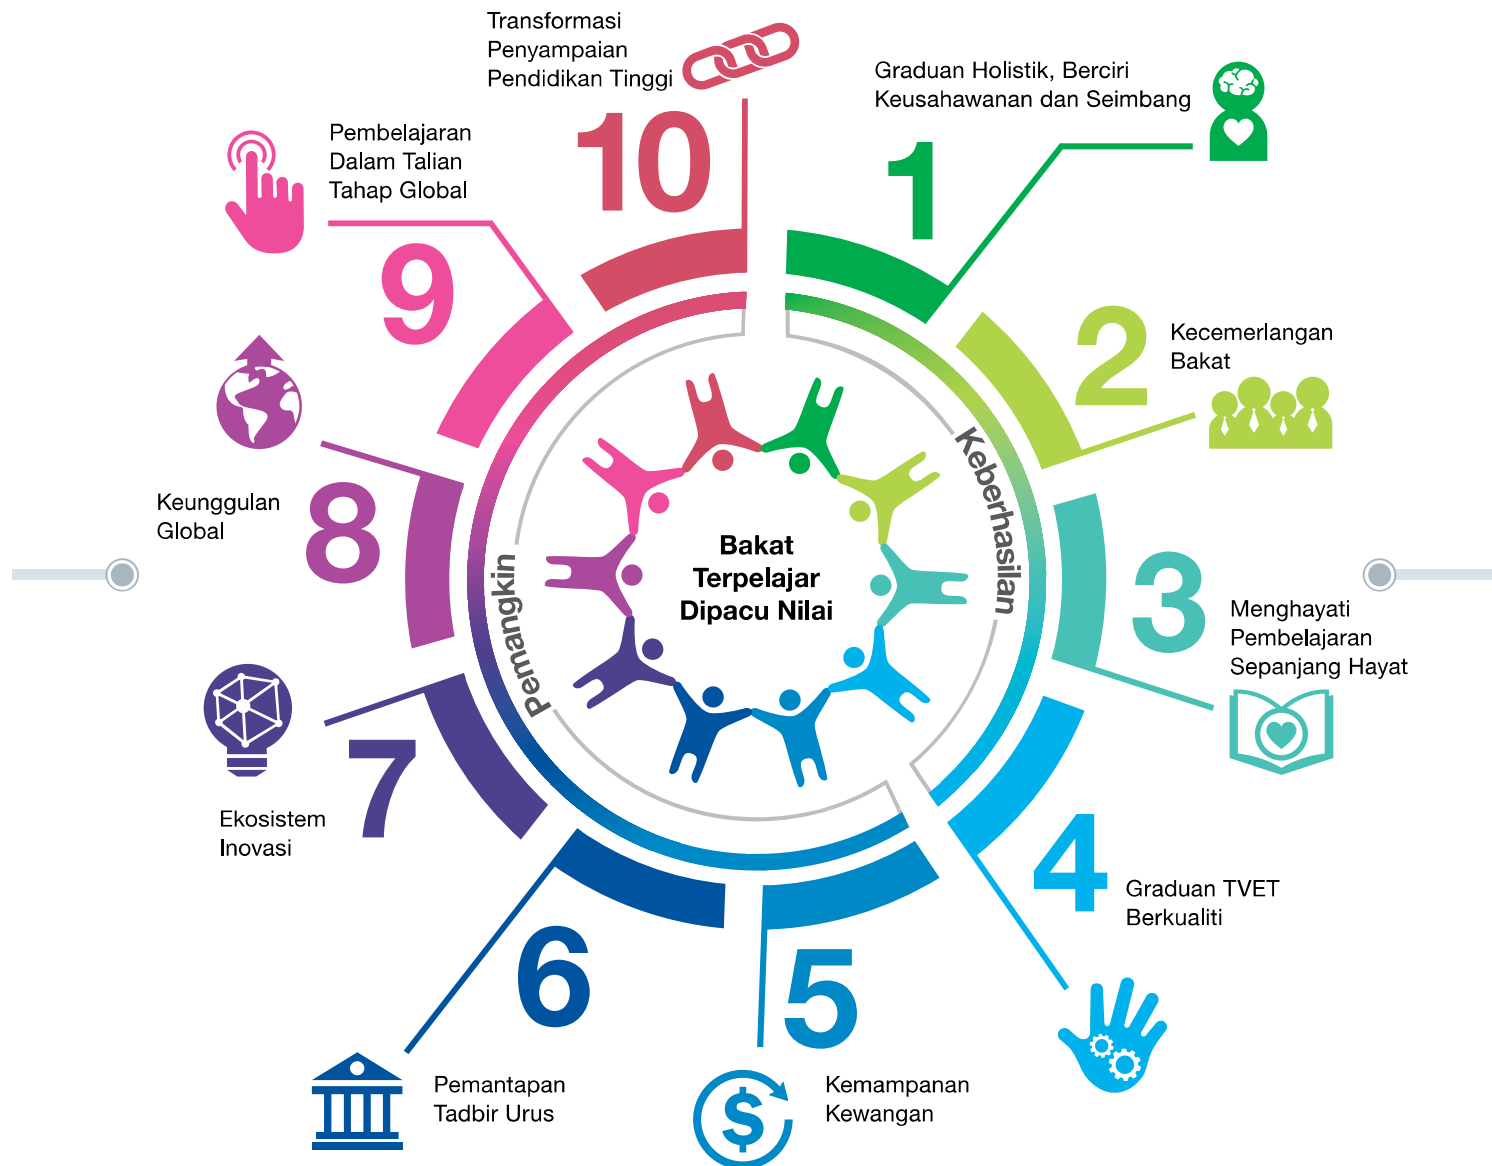 Transformasi
Penyampaian
Pendidikan Tinggi
10
Graduan Holistik, Berciri
Keusahawanan dan Seimbang
1
Kecemerlangan
Bakat
2
3
Menghayati
Pembelajaran
Sepanjang Hayat
4
Graduan TVET
Berkualiti
5
Kemampanan
Kewangan
6
Pemantapan
Tadbir Urus
7
Ekosistem
Inovasi
8
Keunggulan
Global
9
Pembelajaran
Dalam Talian
Tahap Global
Keberhasilan
Pemangkin
Bakat
Terpelajar
Dipacu Nilai
$